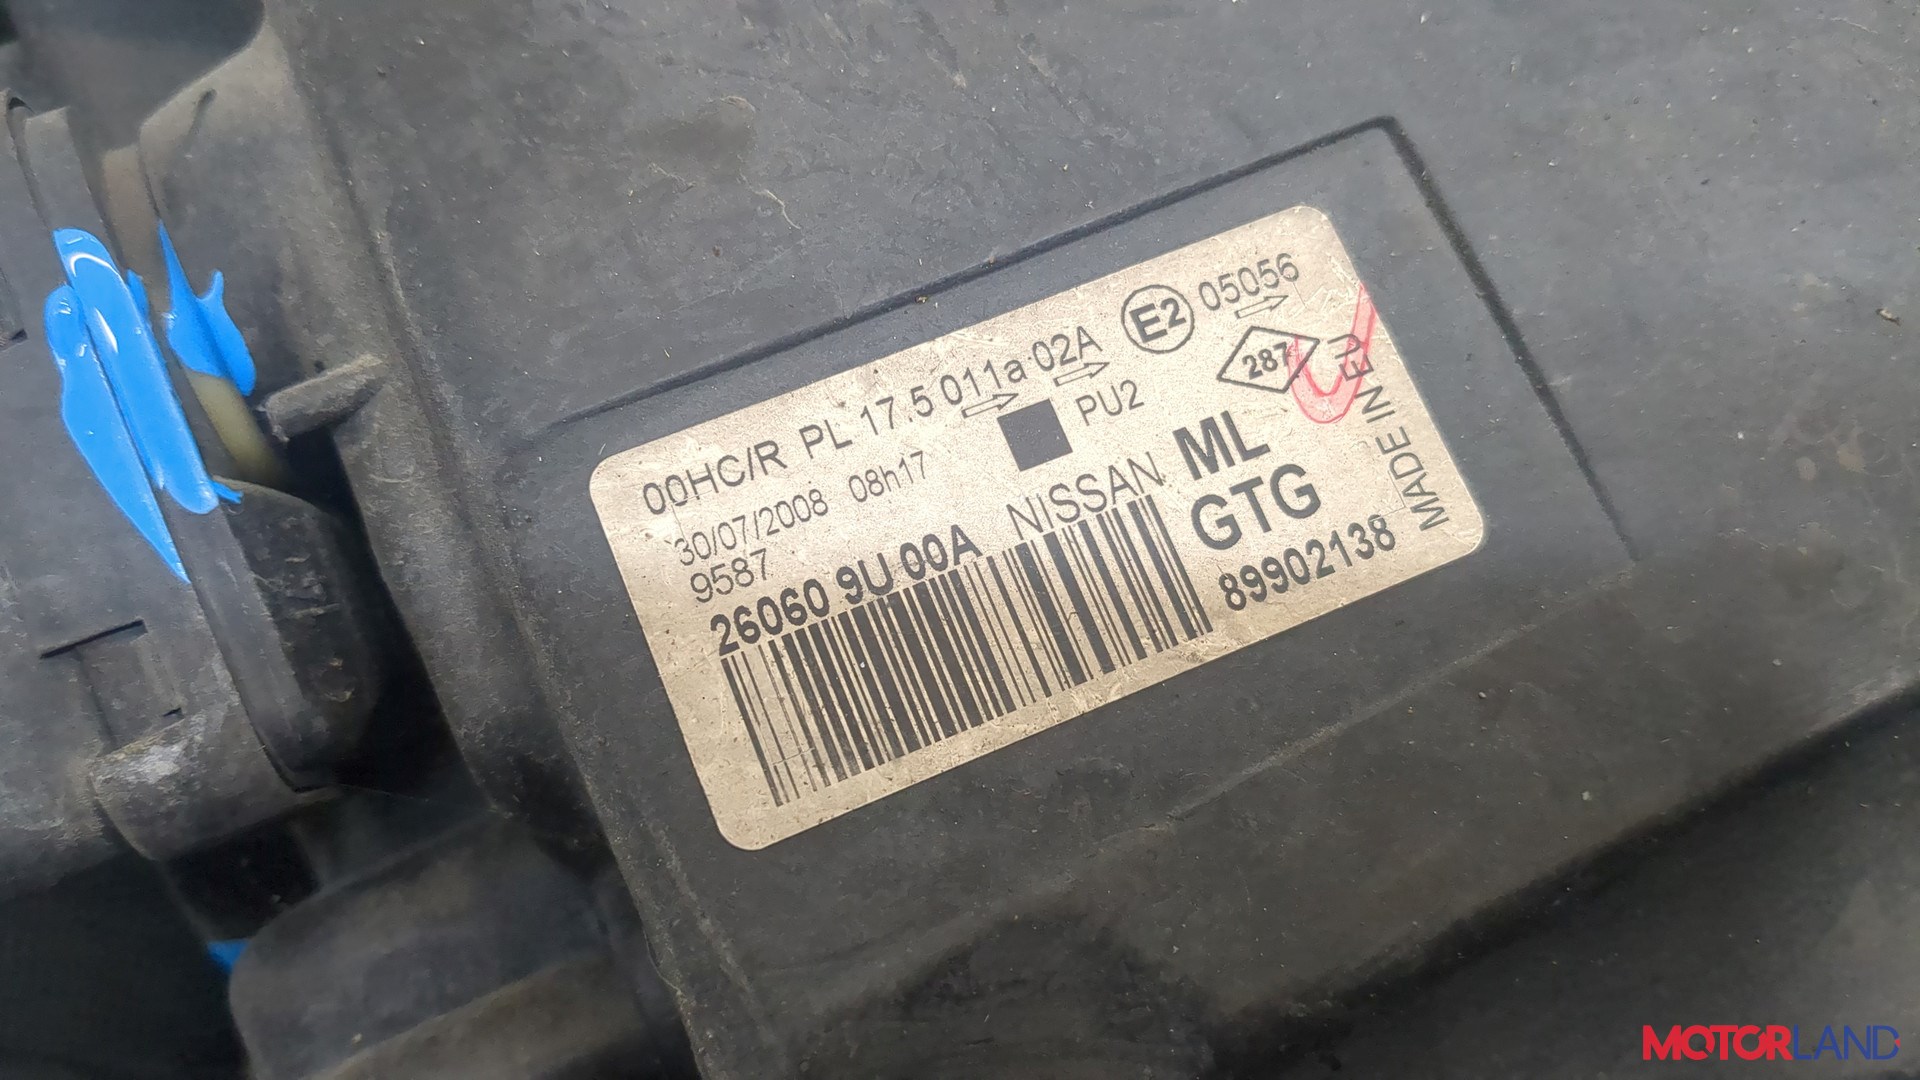 00HC/R PL 17.5 011a 02A E2 05056
30/07/2008 08h17 PU2 287
9587
26060 9U 00A NISSAN ML
GTG
89902138
MADE IN EU
MOTORLAND